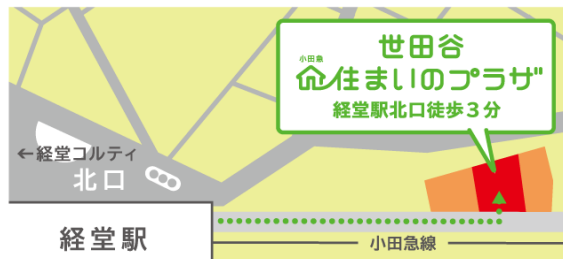 世田谷
小田急
住まいのプラザ
経堂駅北口徒歩3分
←経堂コルティ
北口
経堂駅
小田急線